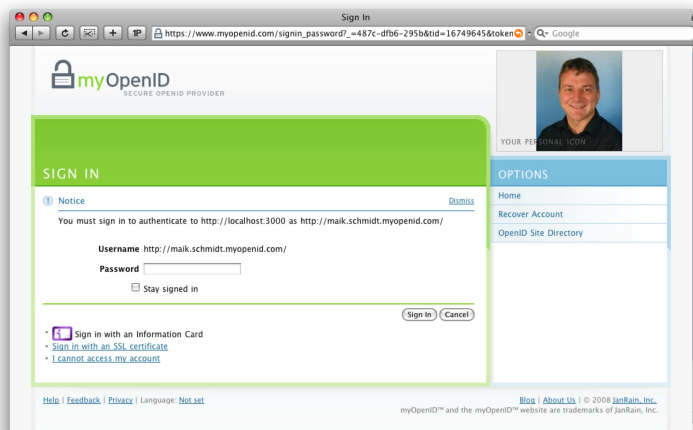 Sign In
1P
https://www.myopenid.com/signin_password?_=487c-dfb6-295b&tid=16749645&token
Google
myOpenID
SECURE OPENID PROVIDER
YOUR PERSONAL ICON
SIGN IN
OPTIONS
Notice
Dismiss
You must sign in to authenticate to http://localhost:3000 as http://maik.schmidt.myopenid.com/
Username http://maik.schmidt.myopenid.com/
Password
Stay signed in
Sign In Cancel
Sign in with an Information Card
Sign in with an SSL certificate
I cannot access my account
Home
Recover Account
OpenID Site Directory
Help | Feedback | Privacy | Language: Not set
Blog | About Us | © 2008 JanRain, Inc.
myOpenID™ and the myOpenID™ website are trademarks of JanRain, Inc.